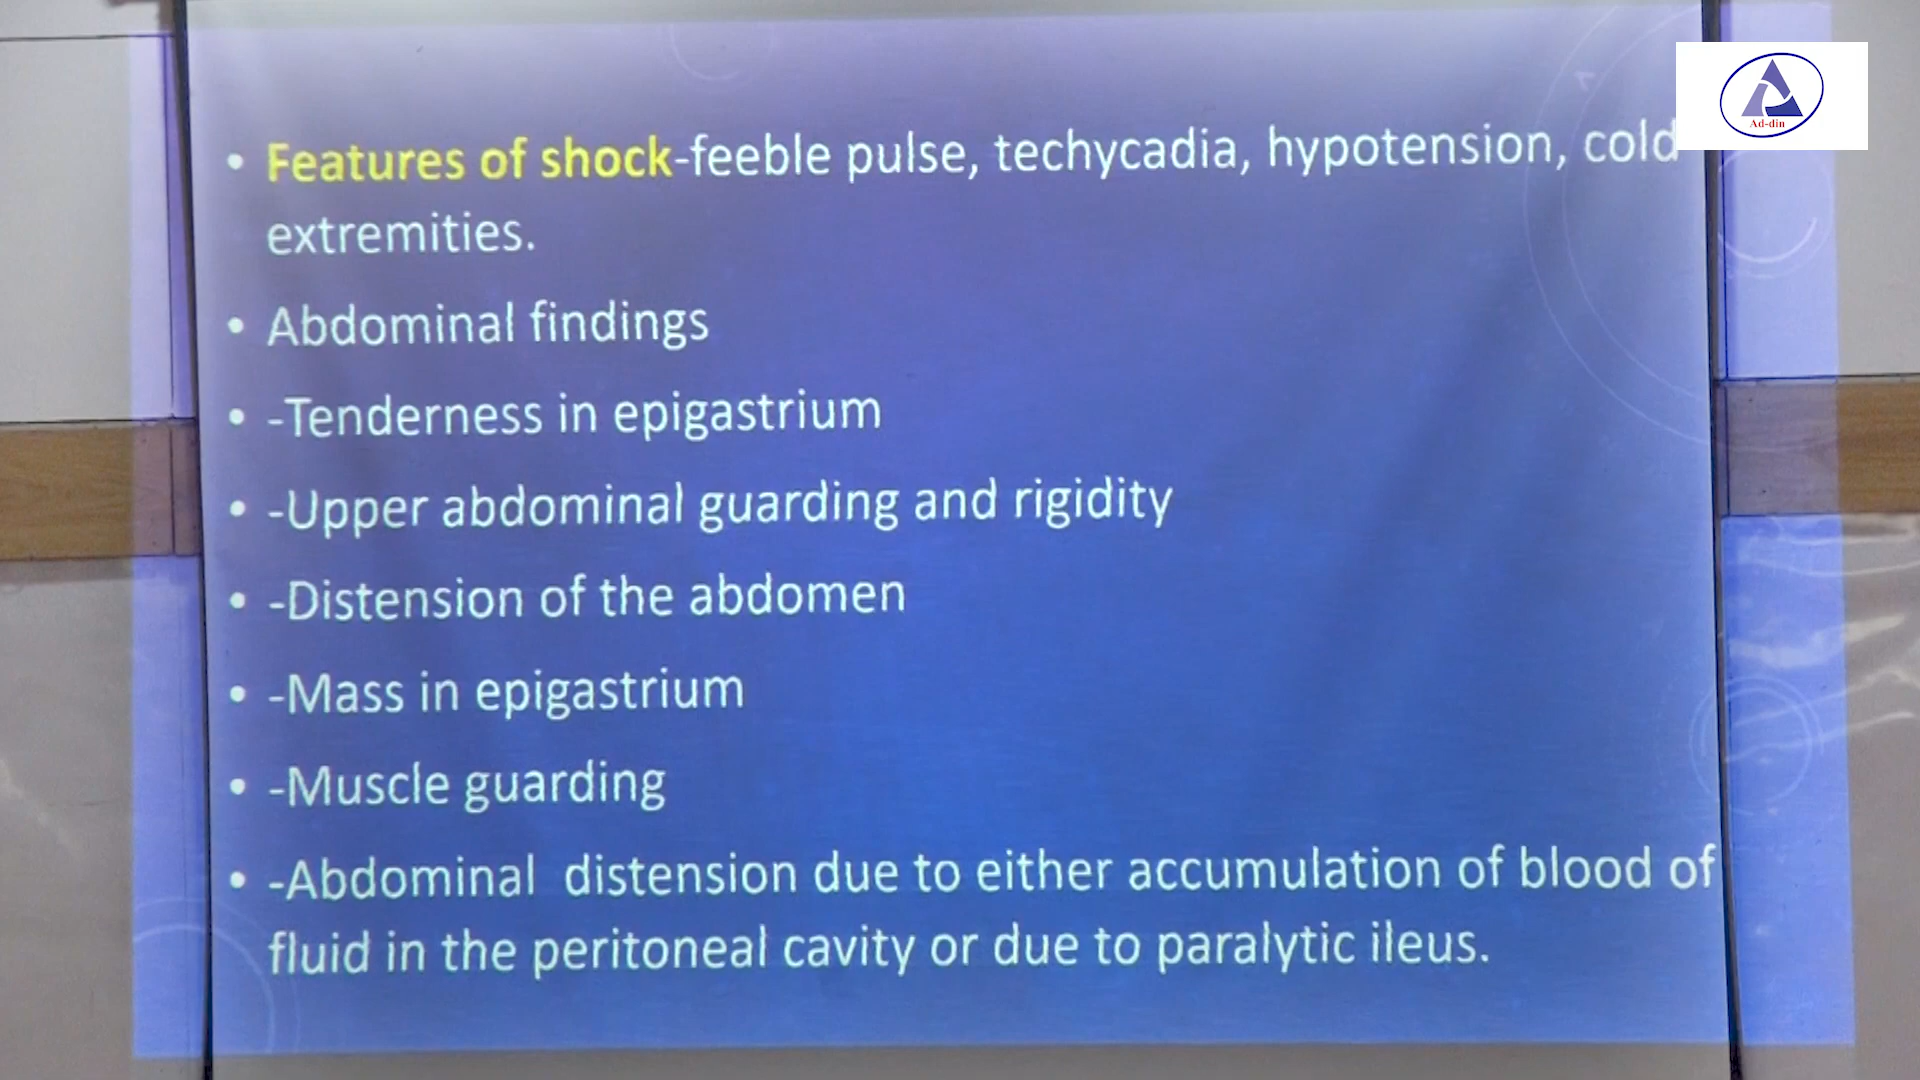 Ad-din
• Features of shock-feeble pulse, techycadia, hypotension, cold
extremities.
• Abdominal findings
• -Tenderness in epigastrium
• -Upper abdominal guarding and rigidity
• -Distension of the abdomen
• -Mass in epigastrium
• -Muscle guarding
• -Abdominal distension due to either accumulation of blood of
fluid in the peritoneal cavity or due to paralytic ileus.